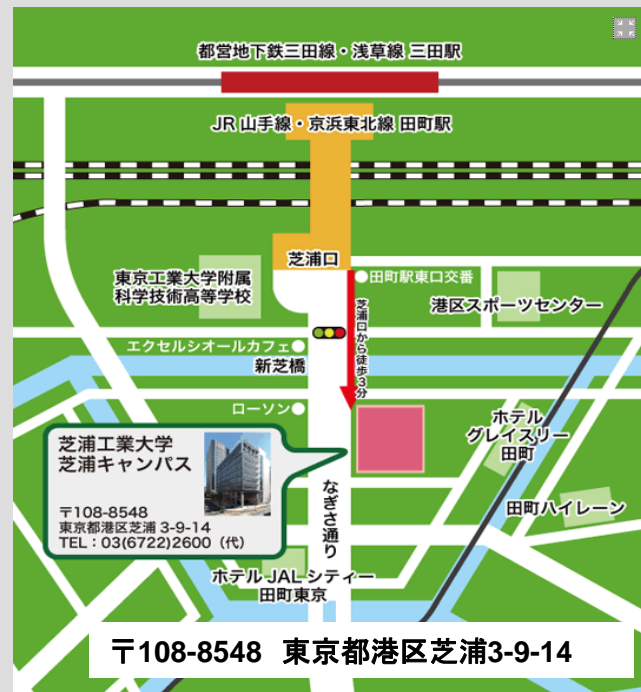 都営地下鉄三田線・浅草線 三田駅
JR 山手線・京浜東北線 田町駅
芝浦口
田町駅東口交番
東京工業大学附属
科学技術高等学校
港区スポーツセンター
芝浦口から徒歩3分
エクセルシオールカフェ
新芝橋
ローソン
ホテル
グレイスリー
田町
芝浦工業大学
芝浦キャンパス
〒108-8548
東京都港区芝浦 3-9-14
TEL：03(6722)2600（代）
なぎさ通り
田町ハイレーン
ホテル JAL シティー
田町東京
〒108-8548 東京都港区芝浦3-9-14